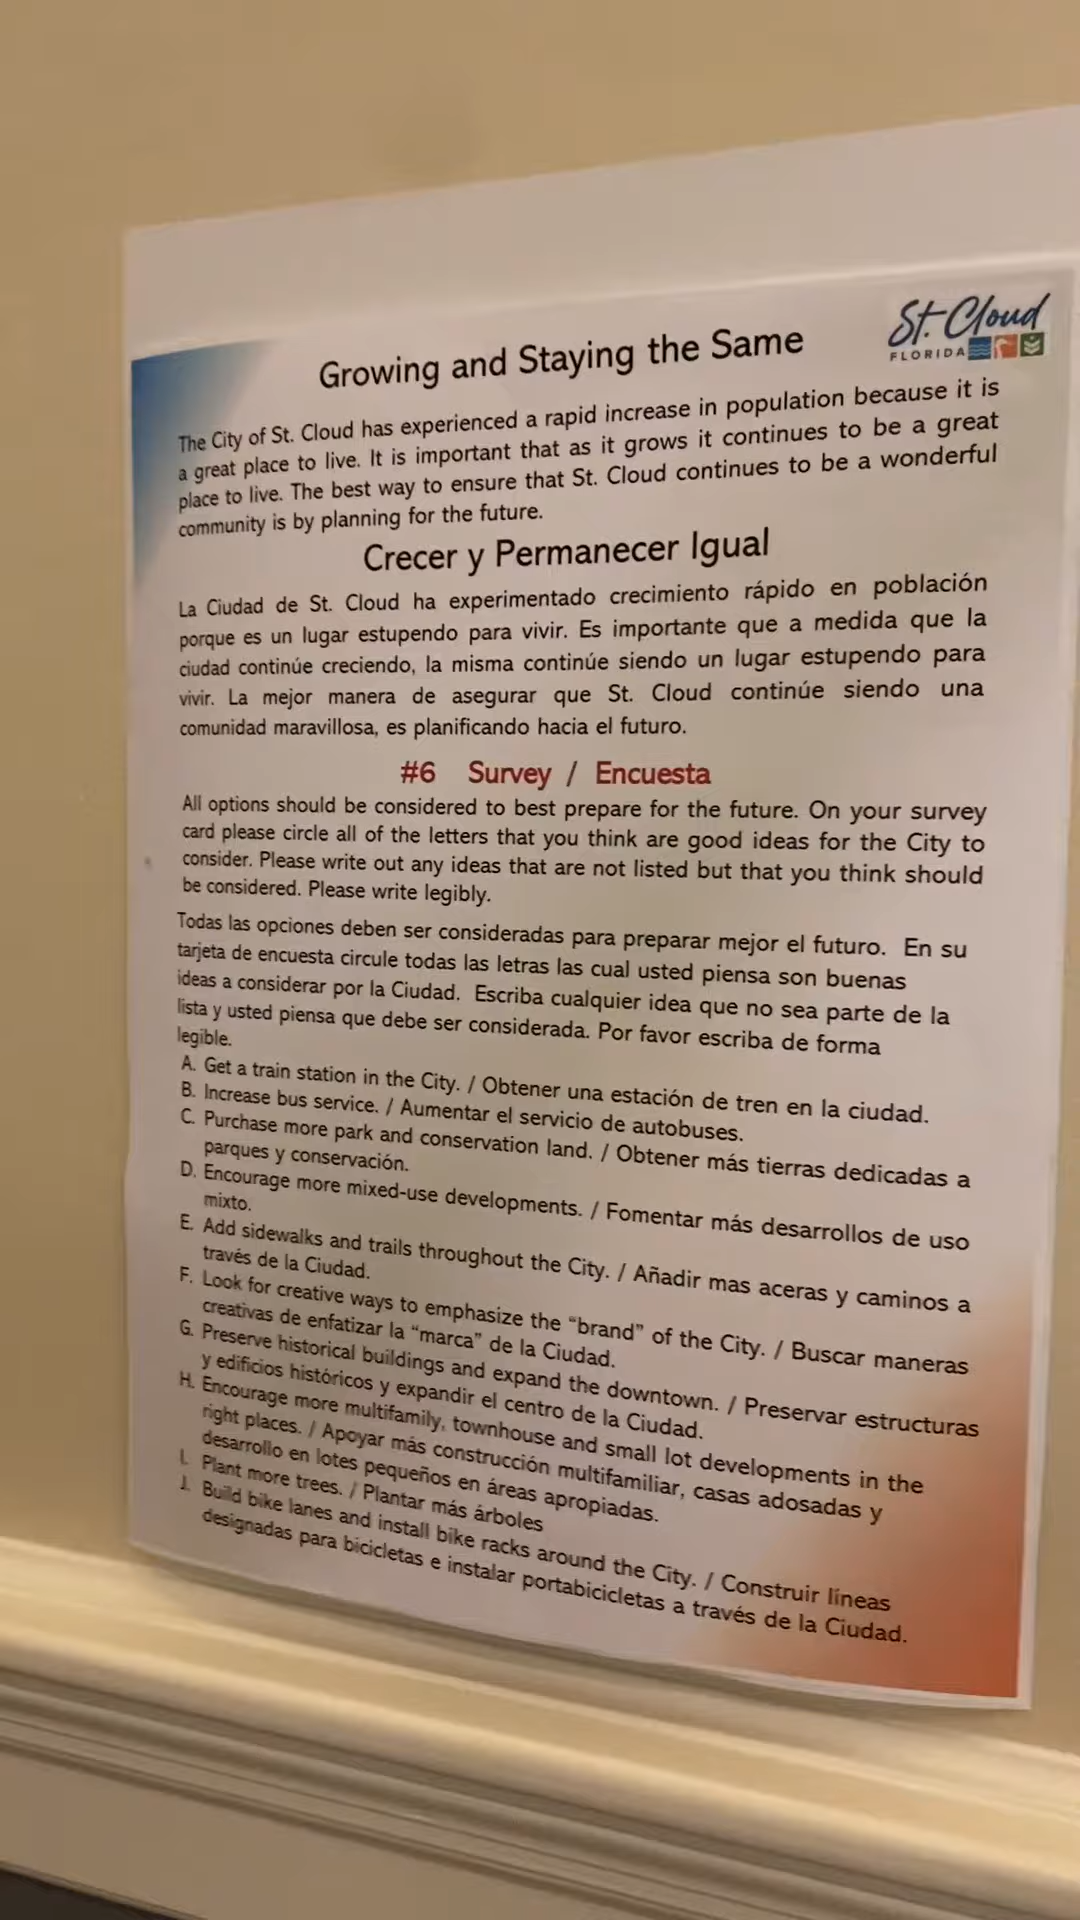 St. Cloud
FLORIDA
Growing and Staying the Same
The City of St. Cloud has experienced a rapid increase in population because it is
a great place to live. It is important that as it grows it continues to be a great
place to live. The best way to ensure that St. Cloud continues to be a wonderful
community is by planning for the future.
Crecer y Permanecer Igual
La Ciudad de St. Cloud ha experimentado crecimiento rápido en población
porque es un lugar estupendo para vivir. Es importante que a medida que la
ciudad continúe creciendo, la misma continúe siendo un lugar estupendo para
vivir. La mejor manera de asegurar que St. Cloud continúe siendo una
comunidad maravillosa, es planificando hacia el futuro.
#6 Survey / Encuesta
All options should be considered to best prepare for the future. On your survey
card please circle all of the letters that you think are good ideas for the City to
consider. Please write out any ideas that are not listed but that you think should
be considered. Please write legibly.
Todas las opciones deben ser consideradas para preparar mejor el futuro. En su
tarjeta de encuesta circule todas las letras las cual usted piensa son buenas
ideas a considerar por la Ciudad. Escriba cualquier idea que no sea parte de la
lista y usted piensa que debe ser considerada. Por favor escriba de forma
legible.
A. Get a train station in the City. / Obtener una estación de tren en la ciudad.
B. Increase bus service. / Aumentar el servicio de autobuses.
C. Purchase more park and conservation land. / Obtener más tierras dedicadas a
parques y conservación.
D. Encourage more mixed-use developments. / Fomentar más desarrollos de uso
mixto.
E. Add sidewalks and trails throughout the City. / Añadir mas aceras y caminos a
través de la Ciudad.
F. Look for creative ways to emphasize the "brand" of the City. / Buscar maneras
creativas de enfatizar la "marca" de la Ciudad.
G. Preserve historical buildings and expand the downtown. / Preservar estructuras
y edificios históricos y expandir el centro de la Ciudad.
H. Encourage more multifamily, townhouse and small lot developments in the
right places. / Apoyar más construcción multifamiliar, casas adosadas y
desarrollo en lotes pequeños en áreas apropiadas.
I. Plant more trees. / Plantar más árboles
J. Build bike lanes and install bike racks around the City. / Construir líneas
designadas para bicicletas e instalar portabicicletas a través de la Ciudad.